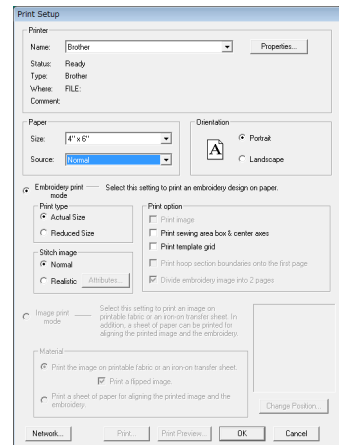 Print Setup
Printer
Name: Brother Properties...
Status: Ready
Type: Brother
Where: FILE:
Comment:
Paper Orientation
Size: 4" x 6" Portrait
A
Source: Normal Landscape
Embroidery print mode Select this setting to print an embroidery design on paper.
Print type Print option
Actual Size Print image
Reduced Size Print sewing area box & center axes
Print template grid
Stitch image
Normal Print hoop section boundaries onto the first page
Realistic Attributes... Divide embroidery image into 2 pages
Image print mode
Select this setting to print an image on
printable fabric or an iron-on transfer sheet. In
addition, a sheet of paper can be printed for
aligning the printed image and the embroidery.
Material
Print the image on printable fabric or an iron-on transfer sheet.
Print a flipped image.
Print a sheet of paper for aligning the printed image and the
embroidery.
Change Position...
Network... Print... Print Preview... OK Cancel